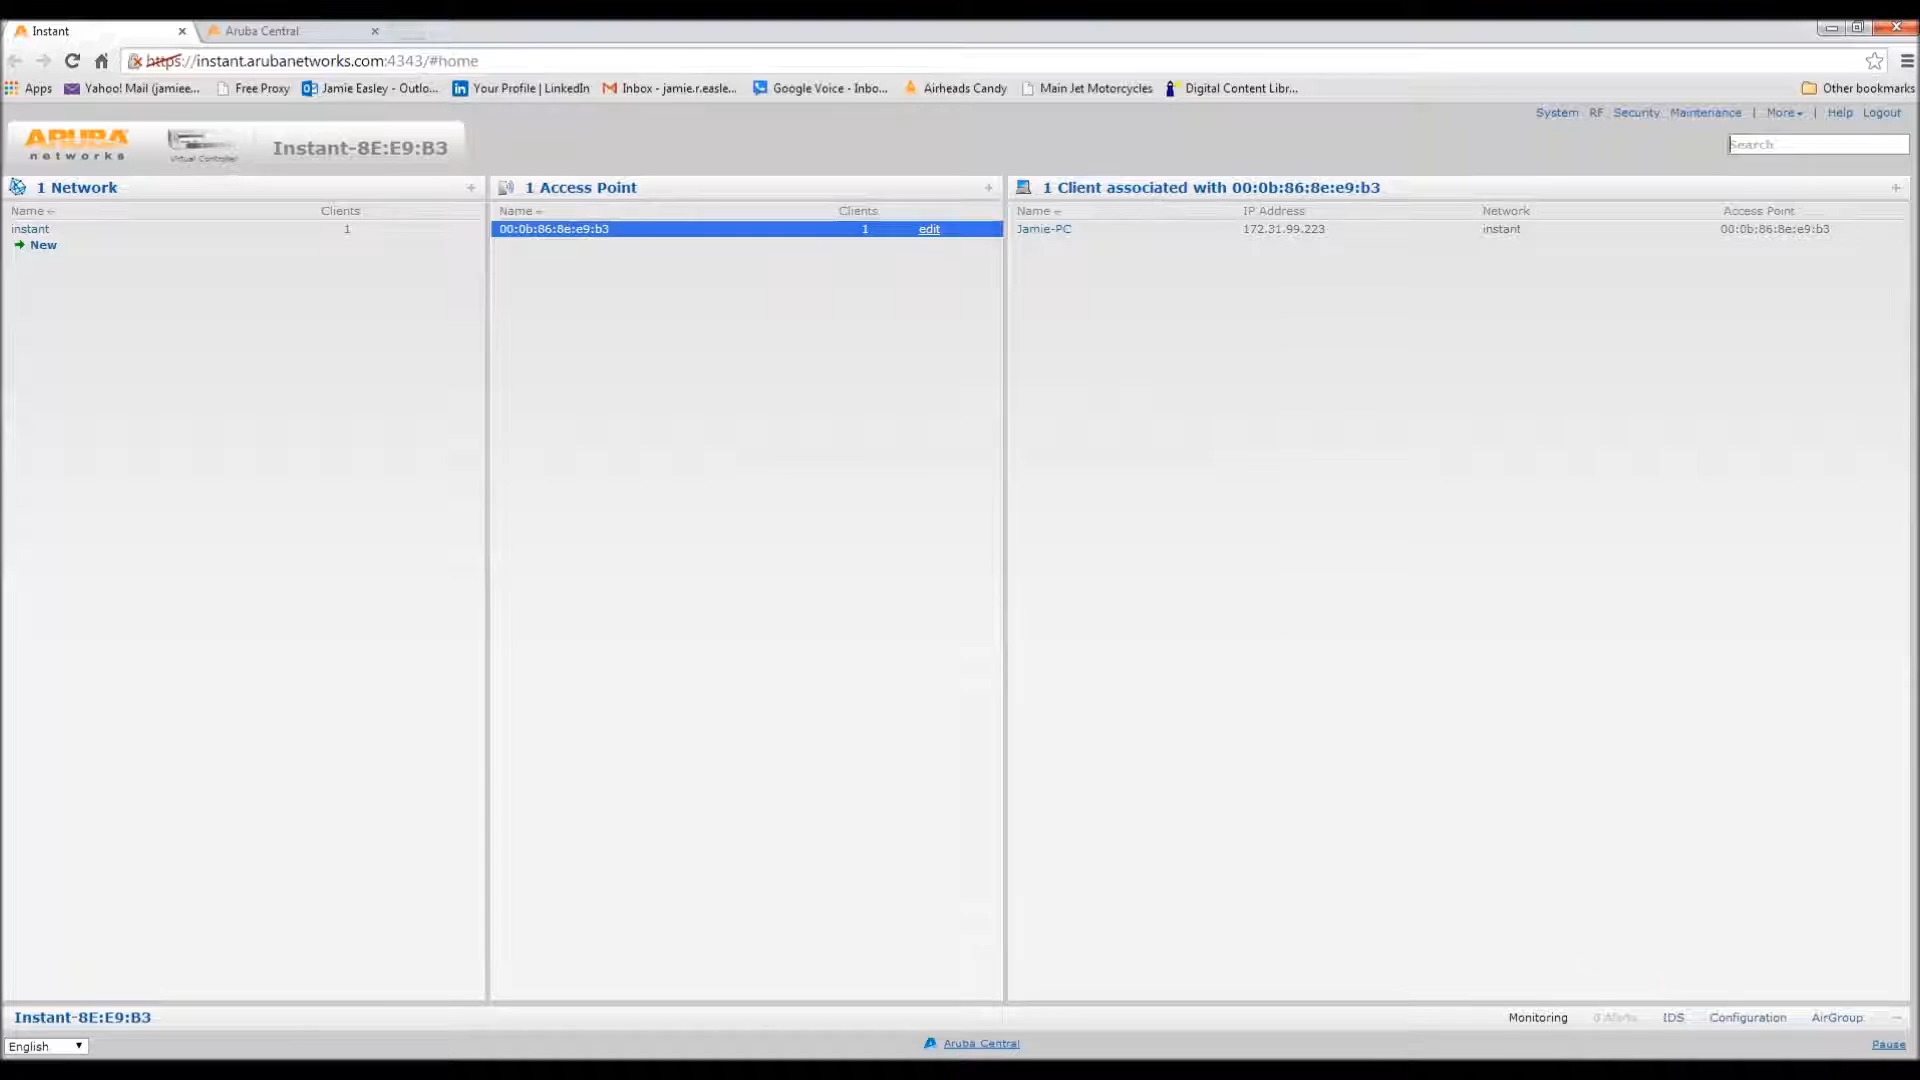 Instant
Aruba Central
https://instant.arubanetworks.com:4343/#home
Apps Yahoo! Mail (jamiee... Free Proxy Jamie Easley - Outlo... Your Profile | LinkedIn Inbox - jamie.r.easle... Google Voice - Inbo... Airheads Candy Main Jet Motorcycles Digital Content Libr... Other bookmarks
System RF Security Maintenance | More | Help Logout
ARUBA
networks
Virtual Controller
Instant-8E:E9:B3
Search
1 Network +
Name Clients
instant 1
New
1 Access Point +
Name Clients
00:0b:86:8e:e9:b3 1 edit
1 Client associated with 00:0b:86:8e:e9:b3 +
Name IP Address Network Access Point
Jamie-PC 172.31.99.223 instant 00:0b:86:8e:e9:b3
Instant-8E:E9:B3
Monitoring 0 Alerts IDS Configuration AirGroup
English
Aruba Central
Pause